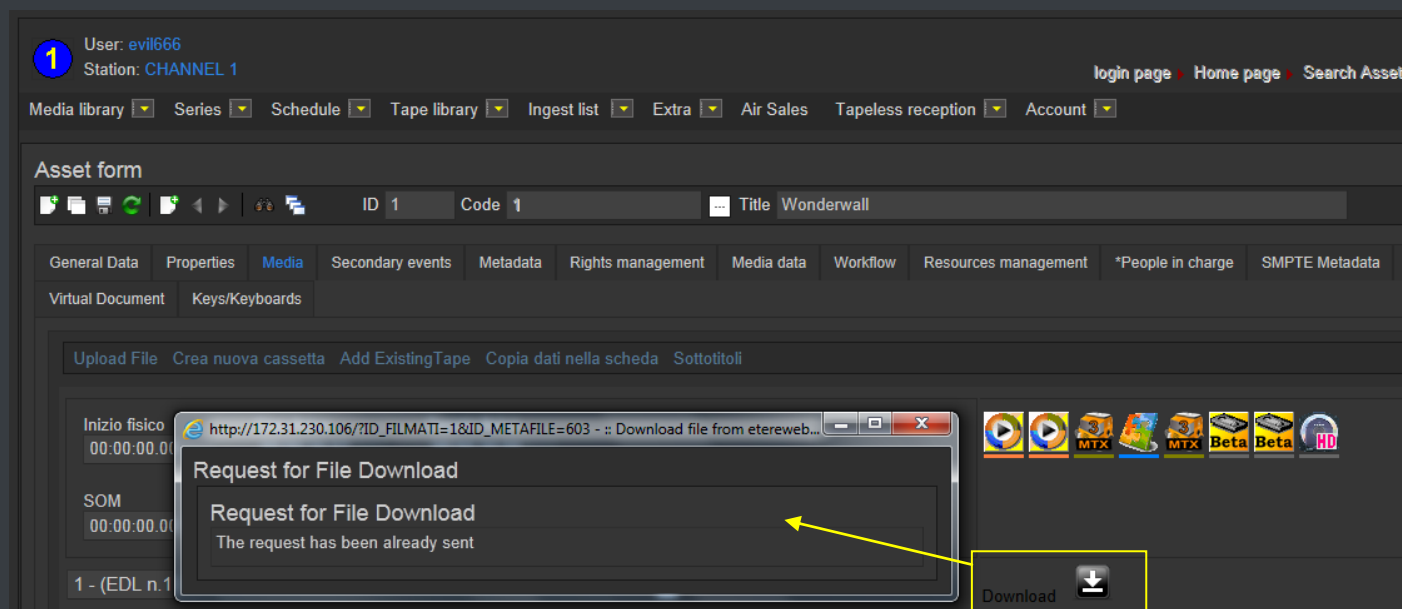 1
User: evil666
Station: CHANNEL 1
login page Home page Search Asset
Media library Series Schedule Tape library Ingest list Extra Air Sales Tapeless reception Account
Asset form
ID 1 Code 1 ... Title Wonderwall
General Data Properties Media Secondary events Metadata Rights management Media data Workflow Resources management *People in charge SMPTE Metadata
Virtual Document Keys/Keyboards
Upload File Crea nuova cassetta Add ExistingTape Copia dati nella scheda Sottotitoli
Inizio fisico
00:00:00.00
SOM
00:00:00.00
1 - (EDL n.1
http://172.31.230.106/?ID_FILMATI=1&ID_METAFILE=603 - :: Download file from etereweb...
Request for File Download
Request for File Download
The request has been already sent
3 MTX 3 MTX Beta Beta HD
Download